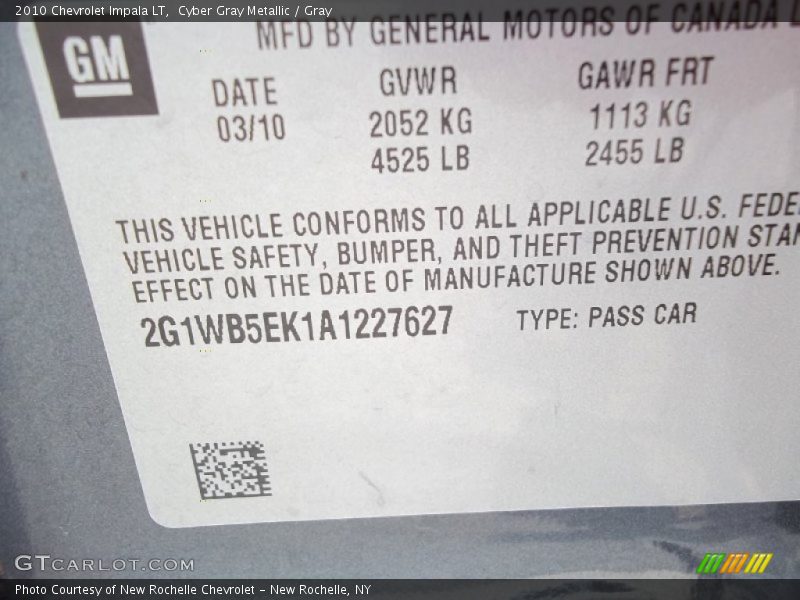 2010 Chevrolet Impala LT, Cyber Gray Metallic / Gray
GM
MFD BY GENERAL MOTORS OF CANADA
DATE GVWR GAWR FRT
03/10 2052 KG 1113 KG
4525 LB 2455 LB
THIS VEHICLE CONFORMS TO ALL APPLICABLE U.S. FEDE
VEHICLE SAFETY, BUMPER, AND THEFT PREVENTION STAN
EFFECT ON THE DATE OF MANUFACTURE SHOWN ABOVE.
2G1WB5EK1A1227627 TYPE: PASS CAR
GTCARLOT.COM
Photo Courtesy of New Rochelle Chevrolet - New Rochelle, NY